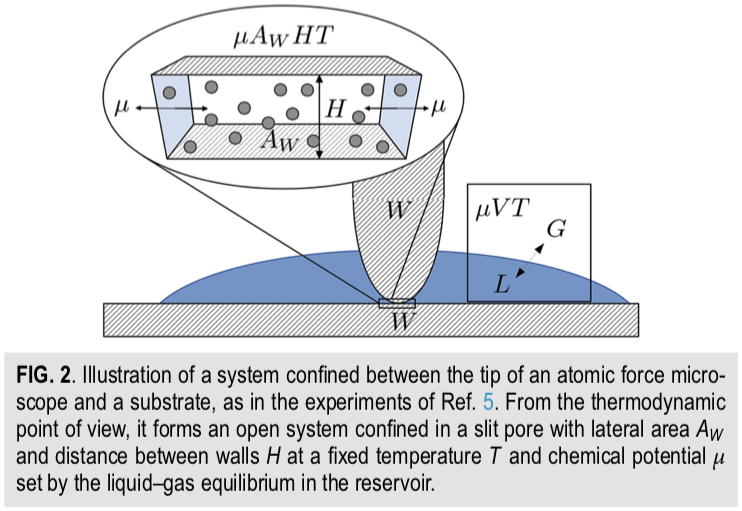 μA_W HT
μ
H
μ
A_W
W
μVT
G
L
W
FIG. 2. Illustration of a system confined between the tip of an atomic force micro-
scope and a substrate, as in the experiments of Ref. 5. From the thermodynamic
point of view, it forms an open system confined in a slit pore with lateral area A_W
and distance between walls H at a fixed temperature T and chemical potential μ
set by the liquid–gas equilibrium in the reservoir.